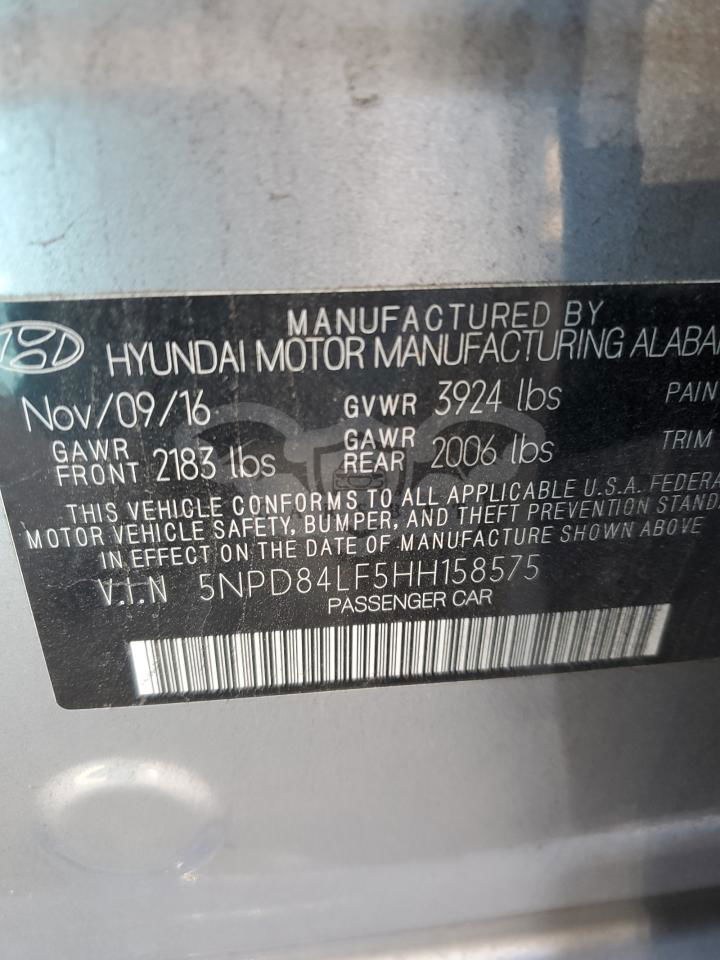 MANUFACTURED BY
HYUNDAI MOTOR MANUFACTURING ALABA
Nov/09/16 GVWR 3924 lbs PAIN
GAWR FRONT 2183 lbs GAWR REAR 2006 lbs TRIM
THIS VEHICLE CONFORMS TO ALL APPLICABLE U.S.A. FEDERA
MOTOR VEHICLE SAFETY, BUMPER, AND THEFT PREVENTION STAND
IN EFFECT ON THE DATE OF MANUFACTURE SHOWN ABOVE
V.I.N 5NPD84LF5HH158575
PASSENGER CAR